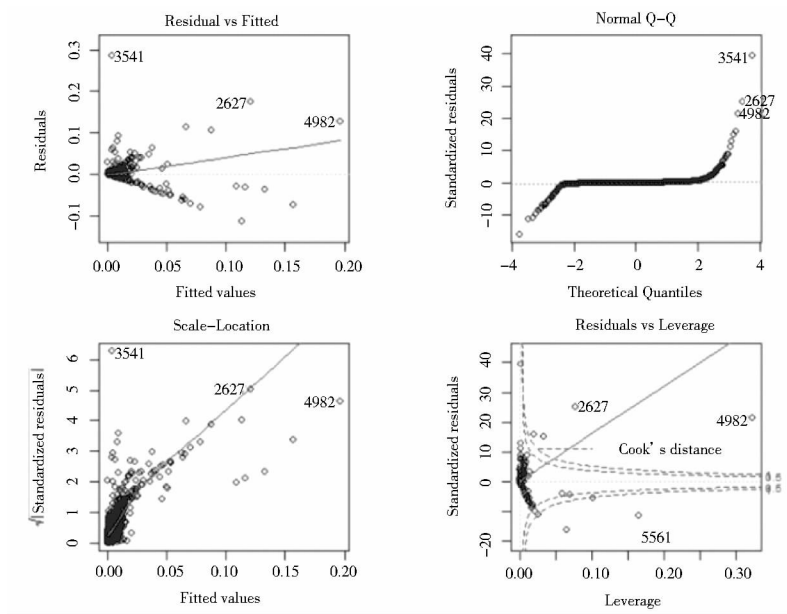 Residual vs Fitted
Residuals
0.3
0.2
0.1
0.0
-0.1
3541
2627
4982
0.00 0.05 0.10 0.15 0.20
Fitted values
Normal Q-Q
Standardized residuals
40
30
20
10
0
-10
3541
2627
4982
-4 -2 0 2 4
Theoretical Quantiles
Scale-Location
√|Standardized residuals|
6
5
4
3
2
1
0
3541
2627
4982
0.00 0.05 0.10 0.15 0.20
Fitted values
Residuals vs Leverage
Standardized residuals
40
30
20
10
0
-20
2627
4982
Cook's distance
5561
0.00 0.10 0.20 0.30
Leverage